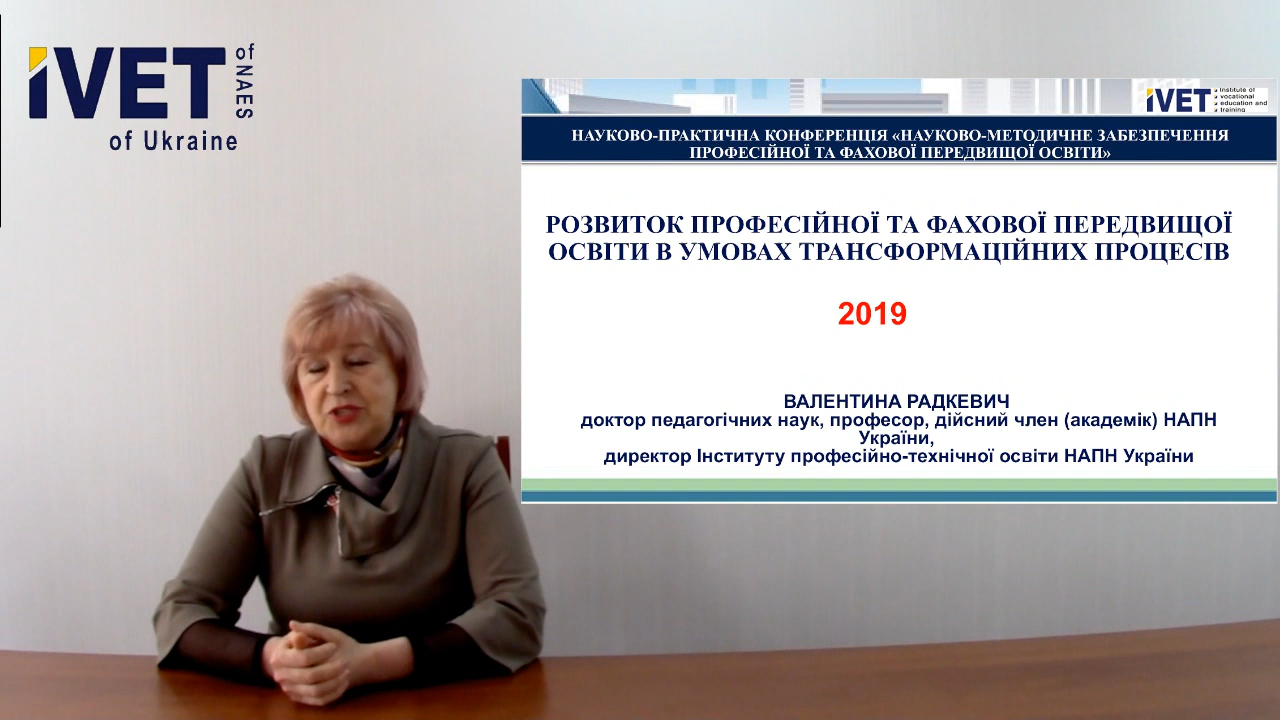 iVET
of NAES
of Ukraine
iVET
Institute of
vocational
education and
training
НАУКОВО-ПРАКТИЧНА КОНФЕРЕНЦІЯ «НАУКОВО-МЕТОДИЧНЕ ЗАБЕЗПЕЧЕННЯ
ПРОФЕСІЙНОЇ ТА ФАХОВОЇ ПЕРЕДВИЩОЇ ОСВІТИ»
РОЗВИТОК ПРОФЕСІЙНОЇ ТА ФАХОВОЇ ПЕРЕДВИЩОЇ
ОСВІТИ В УМОВАХ ТРАНСФОРМАЦІЙНИХ ПРОЦЕСІВ
2019
ВАЛЕНТИНА РАДКЕВИЧ
доктор педагогічних наук, професор, дійсний член (академік) НАПН
України,
директор Інституту професійно-технічної освіти НАПН України